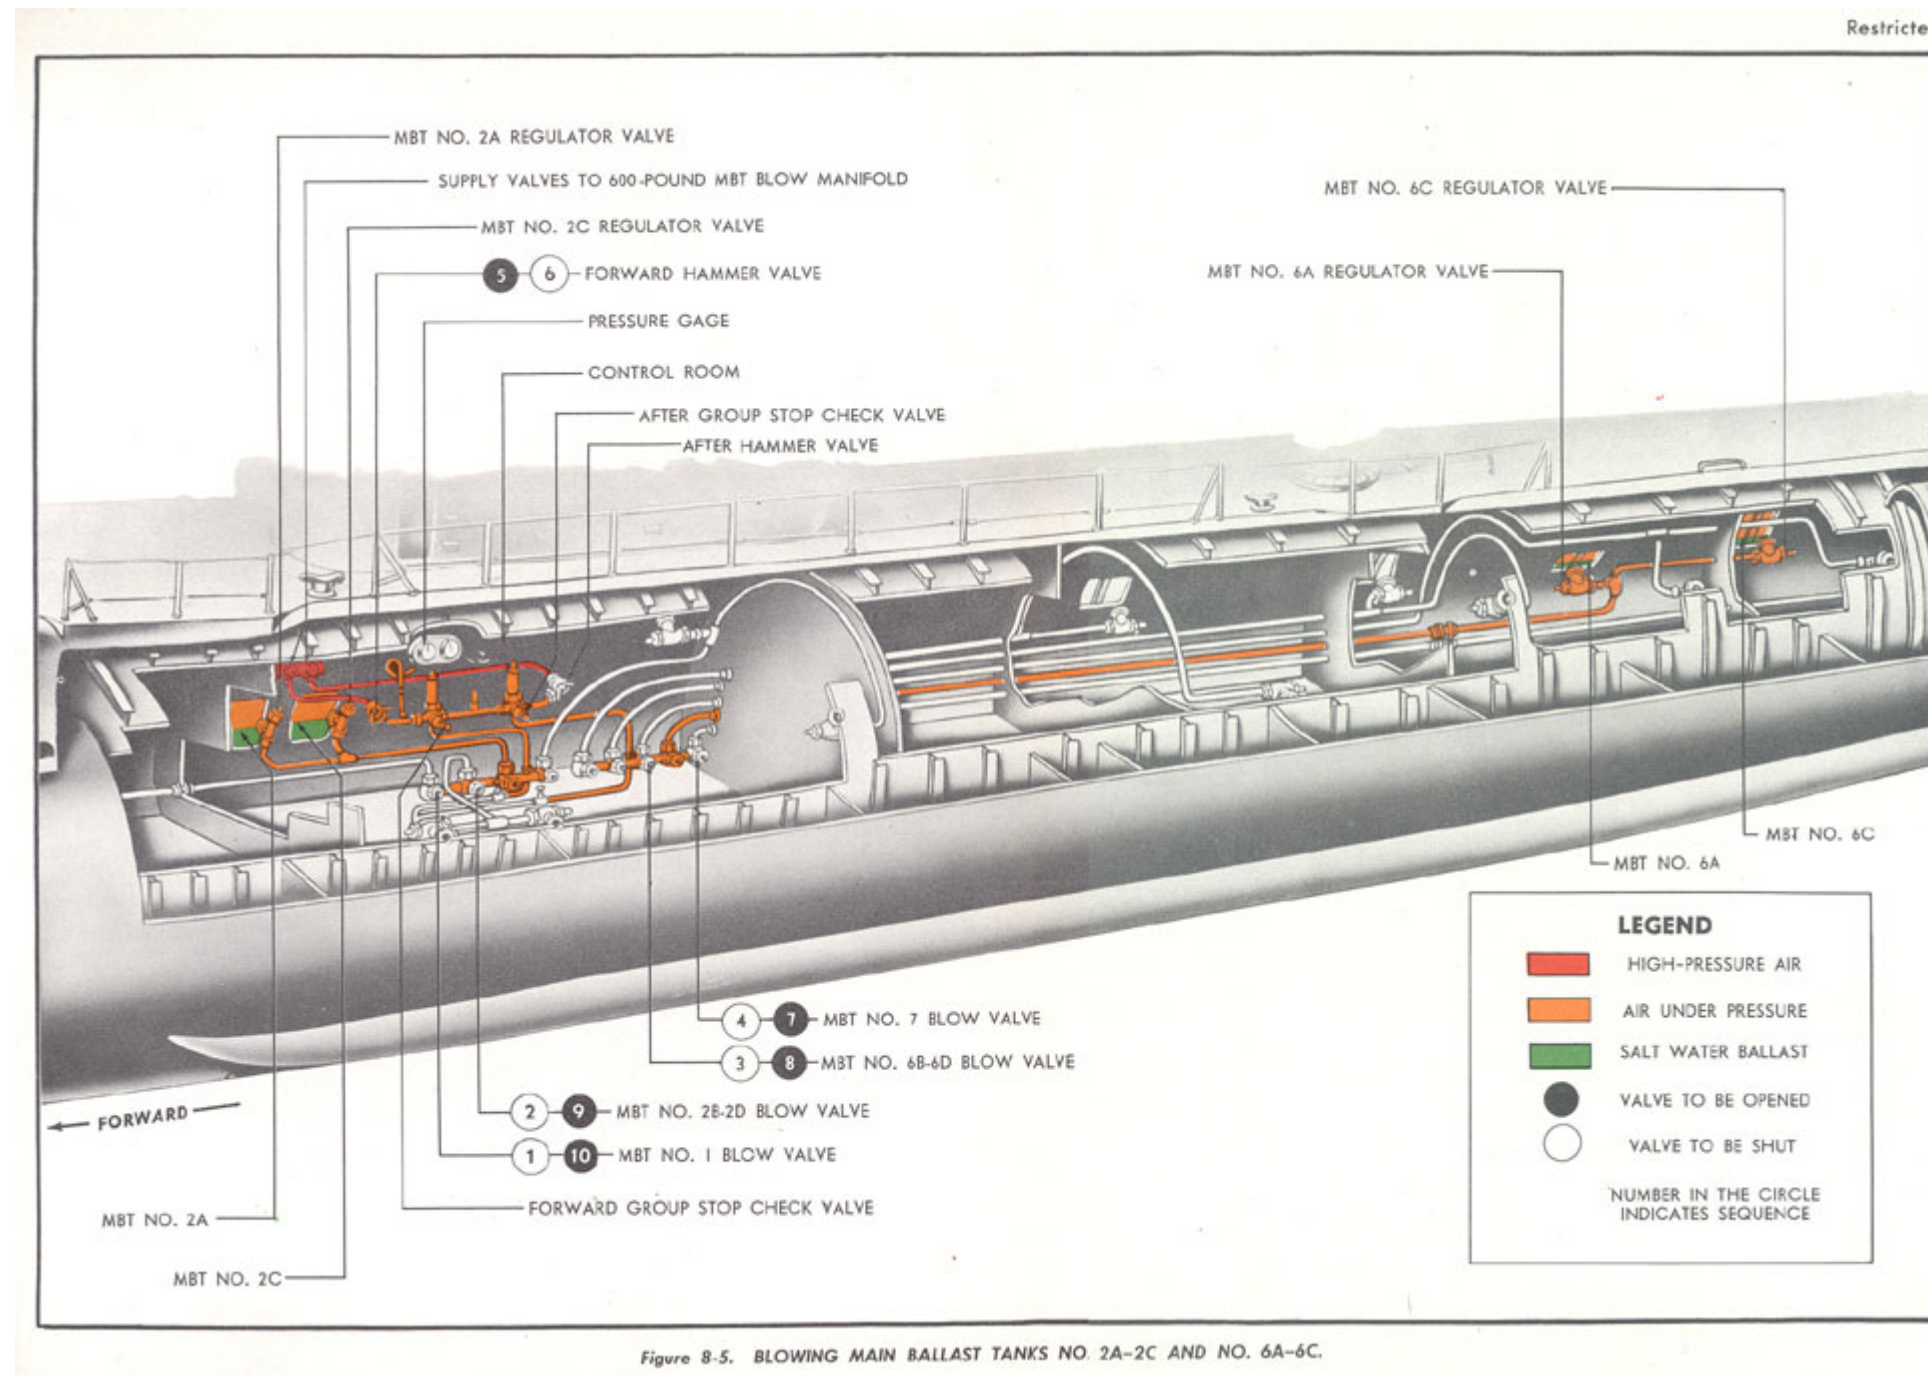 Restricte
MBT NO. 2A REGULATOR VALVE
SUPPLY VALVES TO 600-POUND MBT BLOW MANIFOLD
MBT NO. 2C REGULATOR VALVE
5 6 FORWARD HAMMER VALVE
PRESSURE GAGE
CONTROL ROOM
AFTER GROUP STOP CHECK VALVE
AFTER HAMMER VALVE
MBT NO. 6C REGULATOR VALVE
MBT NO. 6A REGULATOR VALVE
MBT NO. 6C
MBT NO. 6A
4 7 MBT NO. 7 BLOW VALVE
3 8 MBT NO. 6B-6D BLOW VALVE
2 9 MBT NO. 2B-2D BLOW VALVE
1 10 MBT NO. 1 BLOW VALVE
FORWARD GROUP STOP CHECK VALVE
FORWARD
MBT NO. 2A
MBT NO. 2C
LEGEND
HIGH-PRESSURE AIR
AIR UNDER PRESSURE
SALT WATER BALLAST
VALVE TO BE OPENED
VALVE TO BE SHUT
NUMBER IN THE CIRCLE
INDICATES SEQUENCE
Figure 8-5. BLOWING MAIN BALLAST TANKS NO. 2A-2C AND NO. 6A-6C.